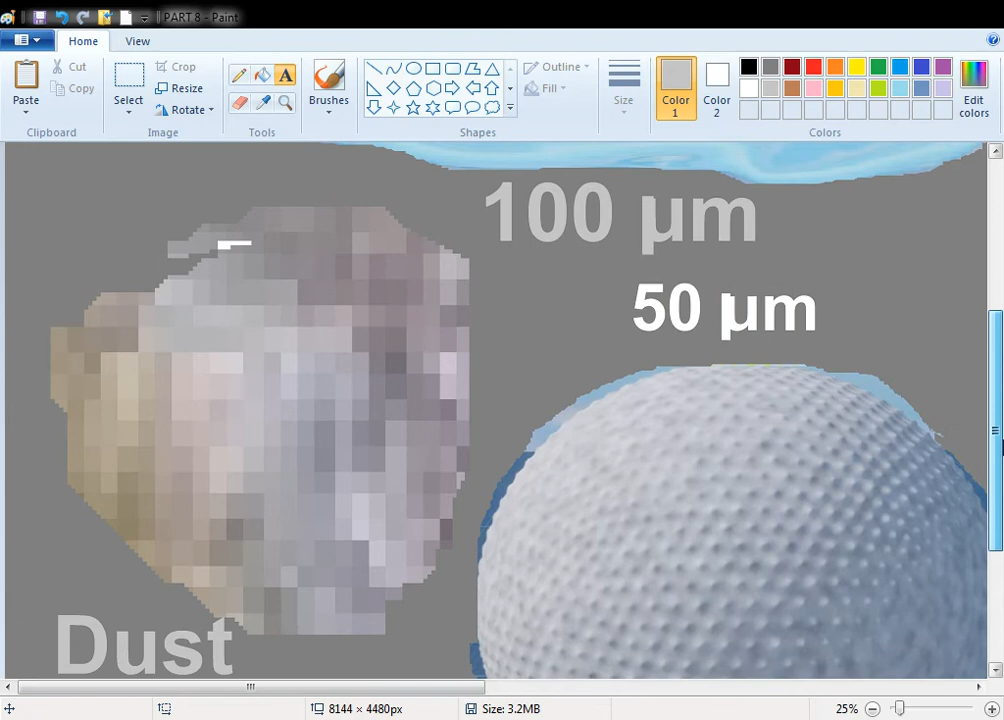 PART 8 - Paint
Home View
Paste
Cut
Copy
Clipboard
Select
Crop
Resize
Rotate
Image
A
Tools
Brushes
Outline
Fill
Shapes
Size
Color 1
Color 2
Edit colors
Colors
100 µm
50 µm
Dust
8144 × 4480px
Size: 3.2MB
25%